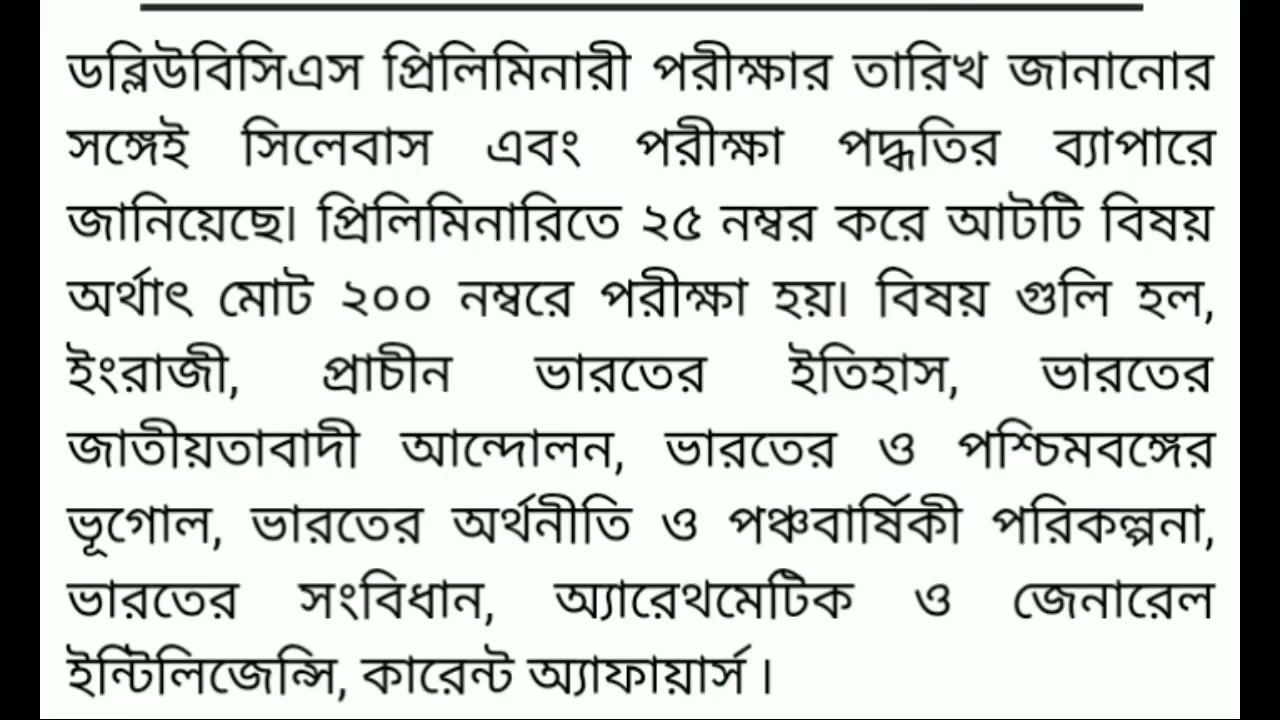 ডব্লিউবিসিএস প্রিলিমিনারী পরীক্ষার তারিখ জানানোর
সঙ্গেই সিলেবাস এবং পরীক্ষা পদ্ধতির ব্যাপারে
জানিয়েছে। প্রিলিমিনারিতে ২৫ নম্বর করে আটটি বিষয়
অর্থাৎ মোট ২০০ নম্বরে পরীক্ষা হয়। বিষয় গুলি হল,
ইংরাজী, প্রাচীন ভারতের ইতিহাস, ভারতের
জাতীয়তাবাদী আন্দোলন, ভারতের ও পশ্চিমবঙ্গের
ভূগোল, ভারতের অর্থনীতি ও পঞ্চবার্ষিকী পরিকল্পনা,
ভারতের সংবিধান, অ্যারেথমেটিক ও জেনারেল
ইন্টিলিজেন্সি, কারেন্ট অ্যাফায়ার্স ।